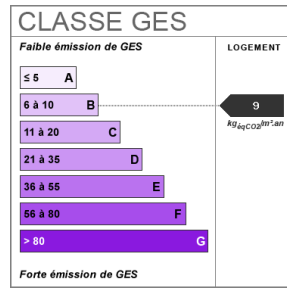 CLASSE GES
Faible émission de GES
LOGEMENT
≤ 5 A
6 à 10 B
9
kgéqCO2/m².an
11 à 20 C
21 à 35 D
36 à 55 E
56 à 80 F
> 80 G
Forte émission de GES